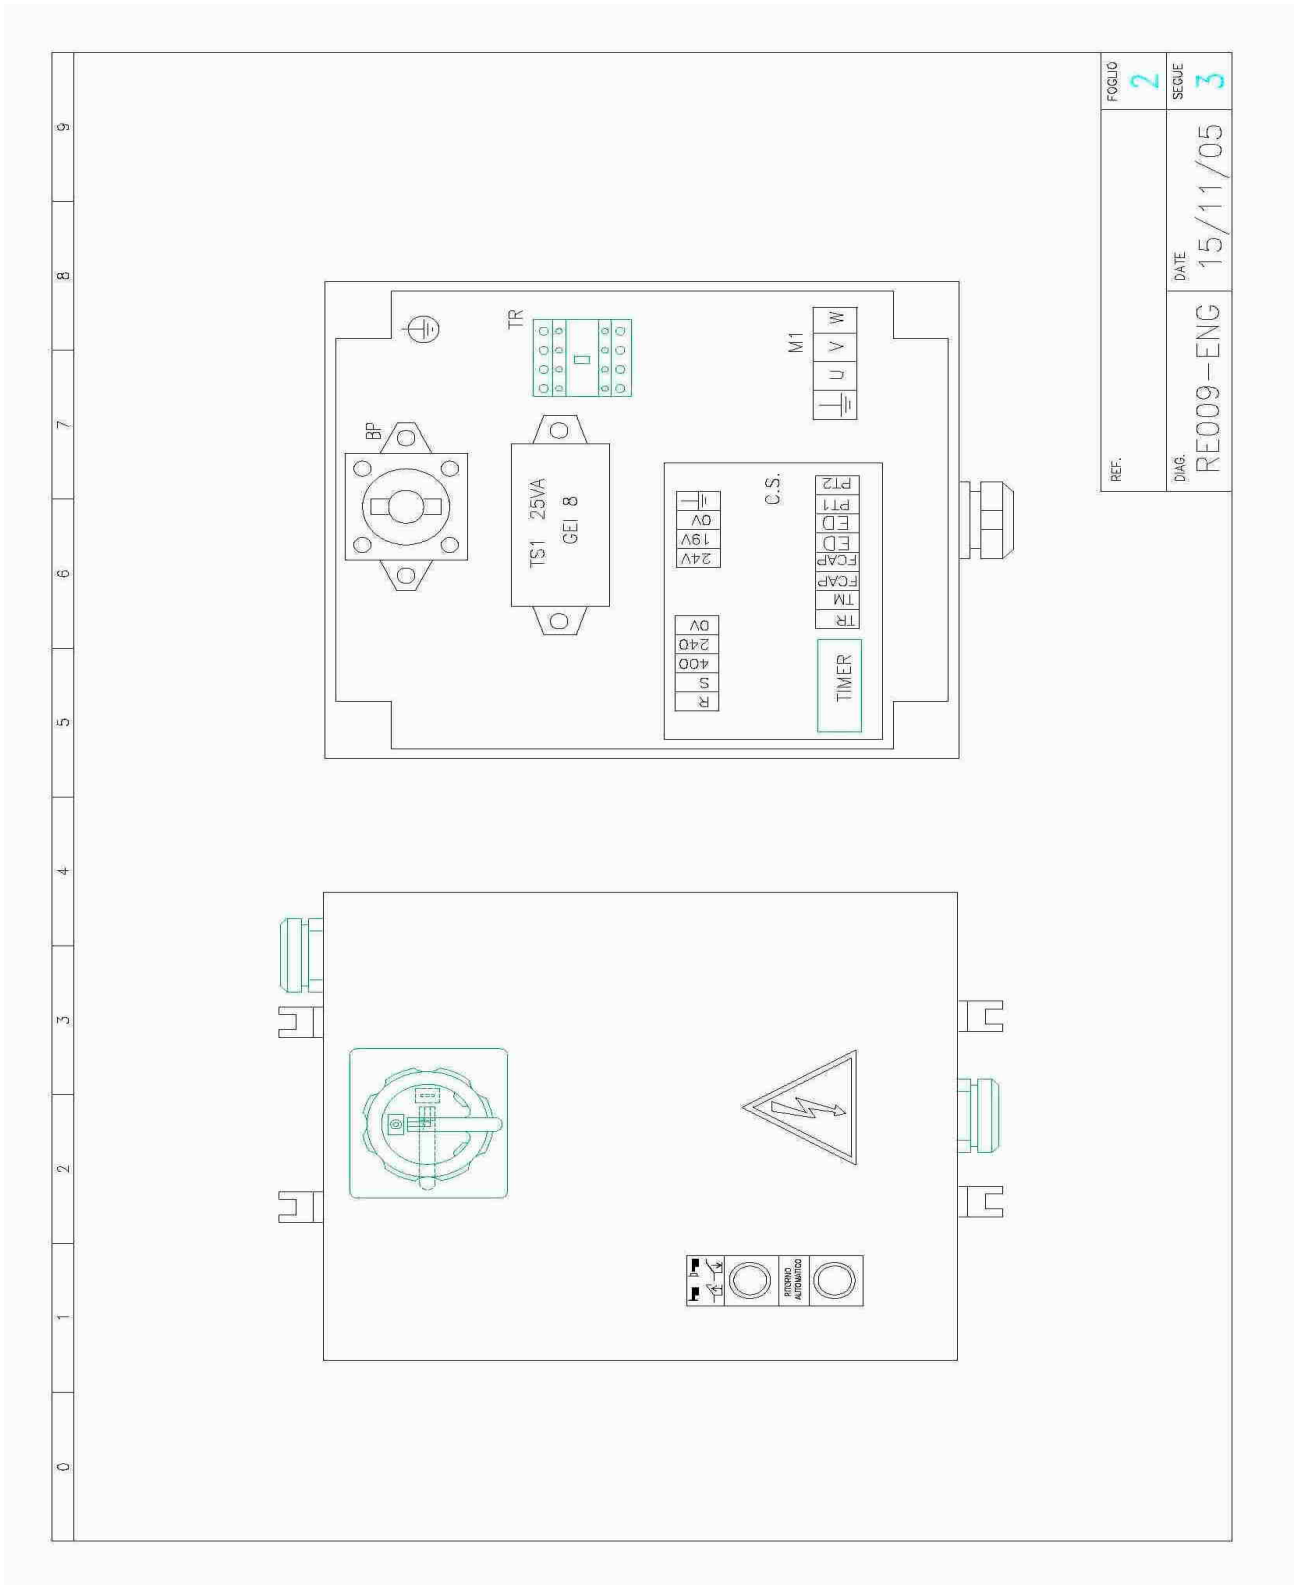 0 1 2 3 4 5 6 7 8 9
BP
TR
TS1 25VA
GEI 8
M1
U V W
C.S.
24V 19V 0V
R S 400 240 0V
TR TM FCAP FCAP ED ED PT1 PT2
TIMER
RITORNO
AUTOMATICO
REF.
FOGLIO
2
DIAG.
RE009-ENG
DATE
15/11/05
SEGUE
3